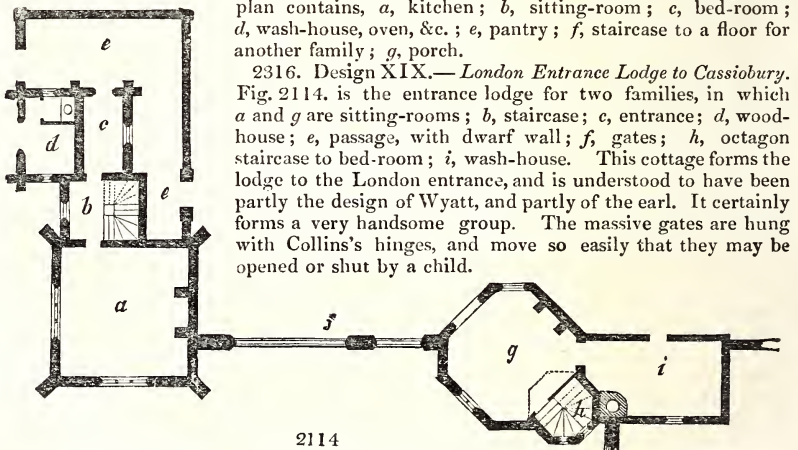 plan contains, a, kitchen; b, sitting-room; c, bed-room;
d, wash-house, oven, &c.; e, pantry; f, staircase to a floor for
another family; g, porch.
2316. Design XIX.— London Entrance Lodge to Cassiobury.
Fig. 2114. is the entrance lodge for two families, in which
a and g are sitting-rooms; b, staircase; c, entrance; d, wood-
house; e, passage, with dwarf wall; f, gates; h, octagon
staircase to bed-room; i, wash-house. This cottage forms the
lodge to the London entrance, and is understood to have been
partly the design of Wyatt, and partly of the earl. It certainly
forms a very handsome group. The massive gates are hung
with Collins's hinges, and move so easily that they may be
opened or shut by a child.
e
c
d
b
e
a
f
g
i
h
2114